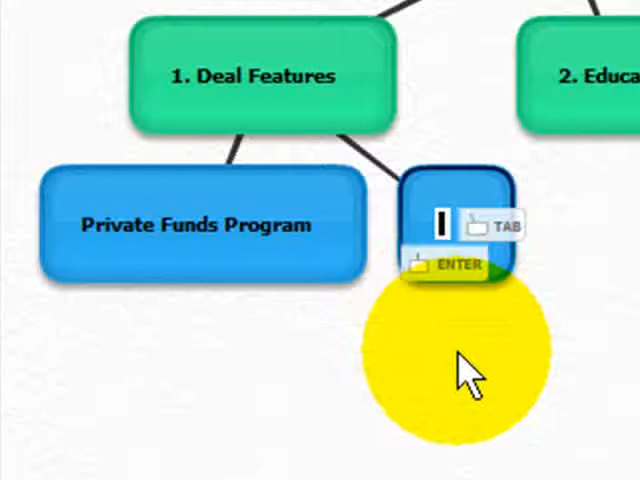 1. Deal Features
2. Educa
Private Funds Program
TAB
ENTER